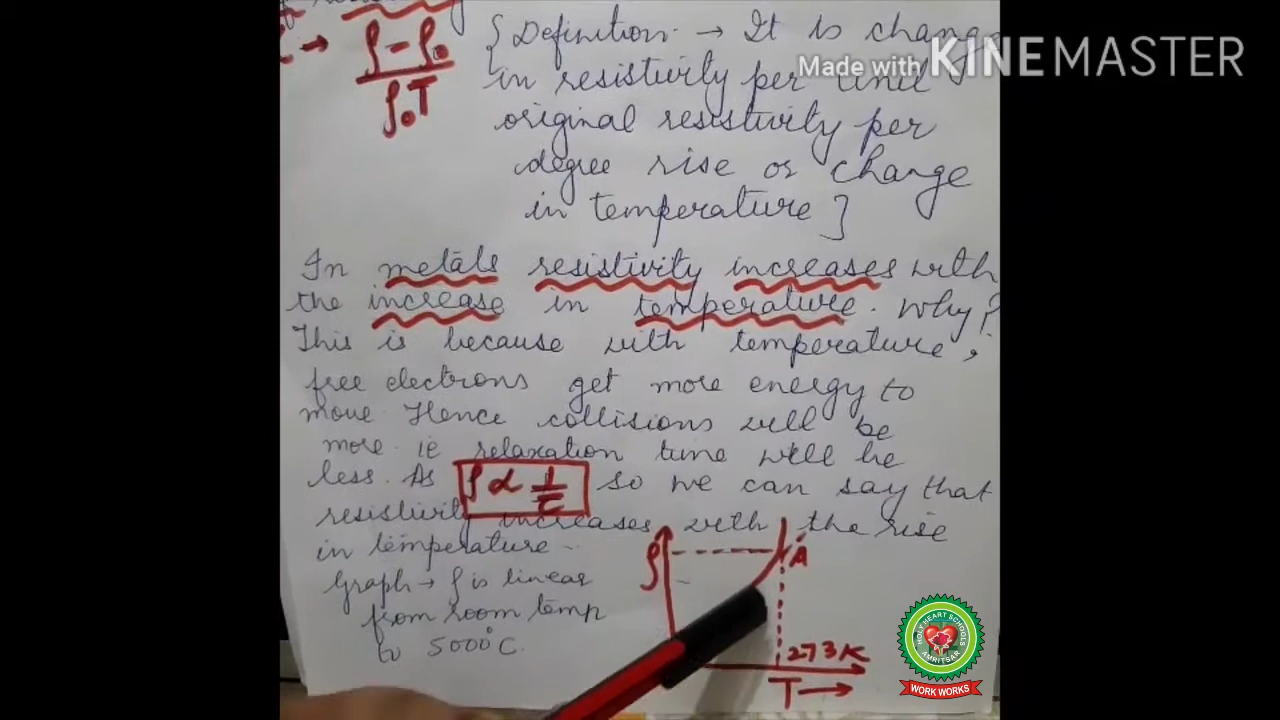 ρ - ρ₀ / ρ₀T
{Definition. → It is change
in resistivity per unit
original resistivity per
degree rise or change
in temperature]
In metals resistivity increases with
the increase in temperature. Why?
This is because with temperature,
free electrons get more energy to
move. Hence collisions will be
more ie relaxation time will be
less. As ρ ∝ 1/τ so we can say that
resistivity increases with the rise
in temperature
Graph → ρ is linear
from room temp
to 5000°C.
ρ
A
273K
T →
Made with KINEMASTER
HOLY HEART SCHOOLS
AMRITSAR
WORK WORKS